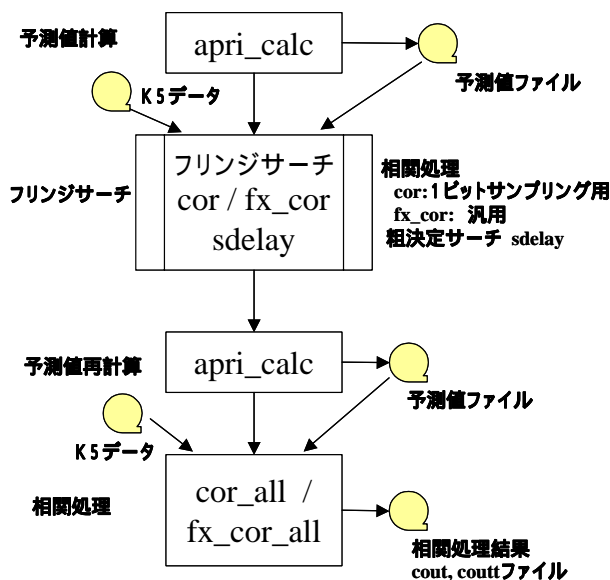 予測値計算
apri_calc
予測値ファイル
K5データ
フリンジサーチ
フリンジサーチ
cor / fx_cor
sdelay
相関処理
cor:1ビットサンプリング用
fx_cor: 汎用
粗決定サーチ sdelay
予測値再計算
apri_calc
予測値ファイル
K5データ
相関処理
cor_all /
fx_cor_all
相関処理結果
cout, couttファイル